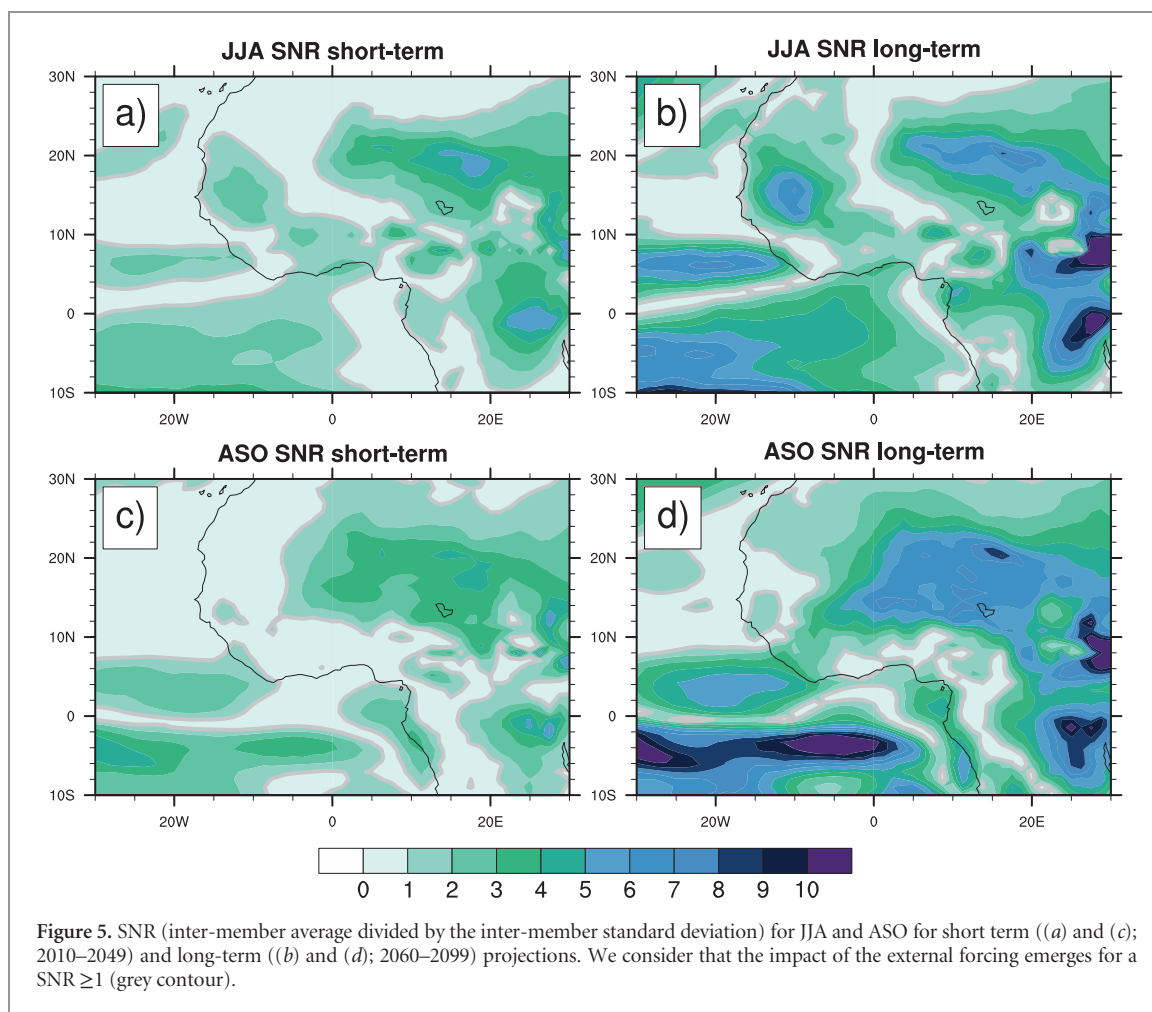 JJA SNR short-term
JJA SNR long-term
30N
20N
10N
0
10S
a)
20W
0
20E
30N
20N
10N
0
10S
b)
20W
0
20E
ASO SNR short-term
ASO SNR long-term
30N
20N
10N
0
10S
c)
20W
0
20E
30N
20N
10N
0
10S
d)
20W
0
20E
0 1 2 3 4 5 6 7 8 9 10
Figure 5. SNR (inter-member average divided by the inter-member standard deviation) for JJA and ASO for short term ((a) and (c);
2010–2049) and long-term ((b) and (d); 2060–2099) projections. We consider that the impact of the external forcing emerges for a
SNR ≥1 (grey contour).